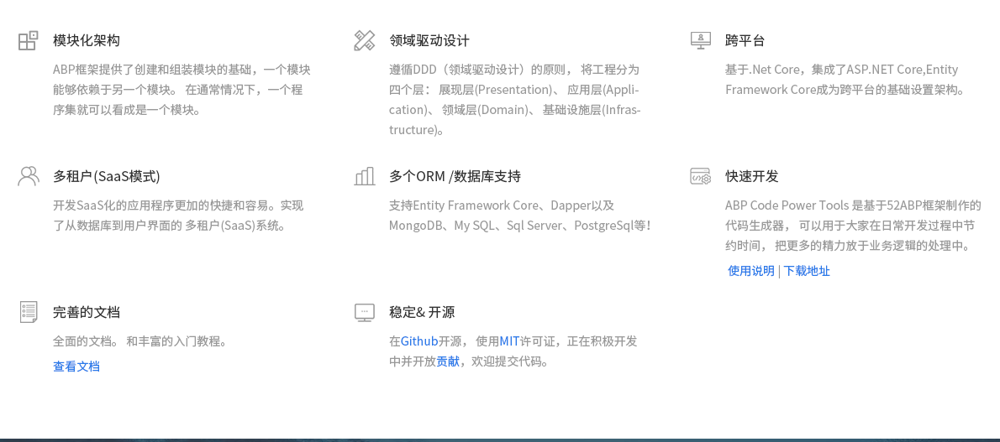 模块化架构
ABP框架提供了创建和组装模块的基础，一个模块
能够依赖于另一个模块。 在通常情况下，一个程
序集就可以看成是一个模块。
领域驱动设计
遵循DDD（领域驱动设计）的原则， 将工程分为
四个层： 展现层(Presentation)、 应用层(Appli-
cation)、 领域层(Domain)、 基础设施层(Infras-
tructure)。
跨平台
基于.Net Core，集成了ASP.NET Core,Entity
Framework Core成为跨平台的基础设置架构。
多租户(SaaS模式)
开发SaaS化的应用程序更加的快捷和容易。实现
了从数据库到用户界面的 多租户(SaaS)系统。
多个ORM /数据库支持
支持Entity Framework Core、Dapper以及
MongoDB、My SQL、Sql Server、PostgreSql等！
快速开发
ABP Code Power Tools 是基于52ABP框架制作的
代码生成器， 可以用于大家在日常开发过程中节
约时间， 把更多的精力放于业务逻辑的处理中。
使用说明 | 下载地址
完善的文档
全面的文档。 和丰富的入门教程。
查看文档
稳定& 开源
在Github开源， 使用MIT许可证，正在积极开发
中并开放贡献，欢迎提交代码。